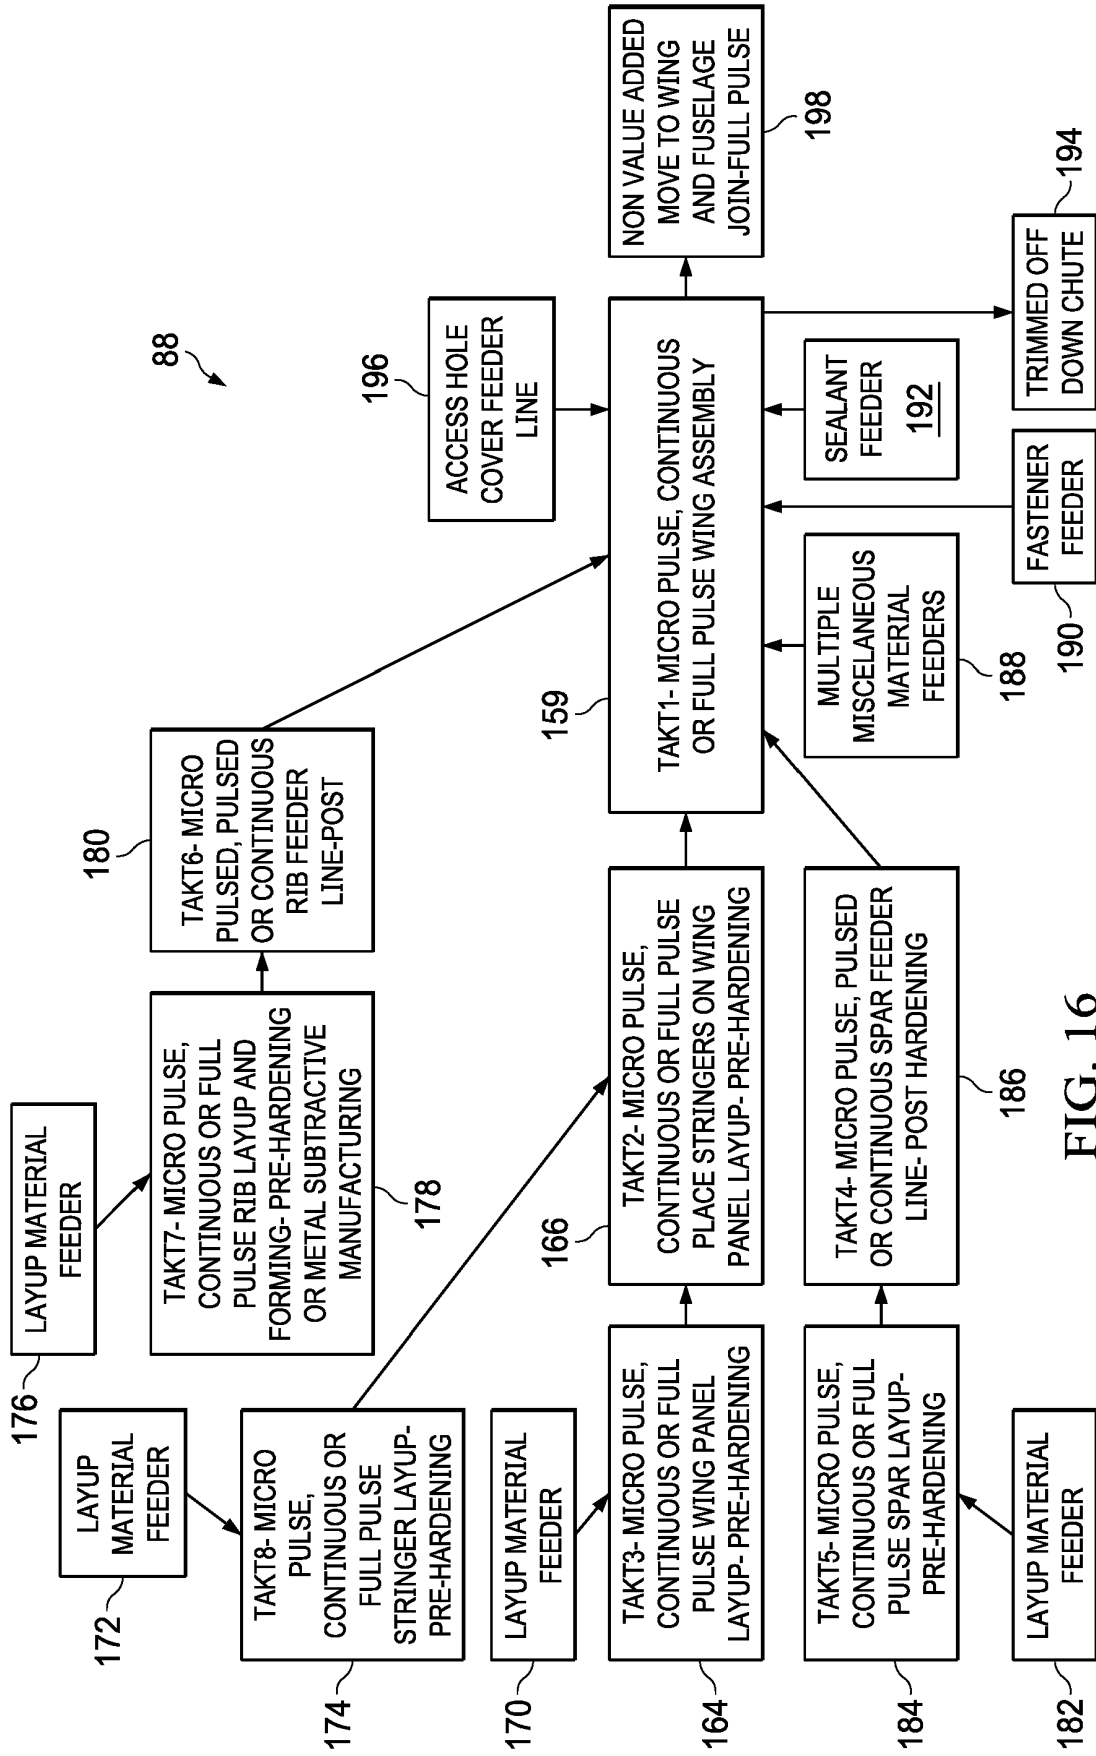 88
176
LAYUP MATERIAL
FEEDER
172
LAYUP
MATERIAL
FEEDER
TAKT7- MICRO PULSE,
CONTINUOUS OR FULL
PULSE RIB LAYUP AND
FORMING- PRE-HARDENING
OR METAL SUBTRACTIVE
MANUFACTURING
178
180
TAKT6- MICRO
PULSED, PULSED
OR CONTINUOUS
RIB FEEDER
LINE-POST
174
TAKT8- MICRO
PULSE,
CONTINUOUS OR
FULL PULSE
STRINGER LAYUP-
PRE-HARDENING
196
ACCESS HOLE
COVER FEEDER
LINE
170
LAYUP MATERIAL
FEEDER
164
TAKT3- MICRO PULSE,
CONTINUOUS OR FULL
PULSE WING PANEL
LAYUP- PRE-HARDENING
166
TAKT2- MICRO PULSE,
CONTINUOUS OR FULL PULSE
PLACE STRINGERS ON WING
PANEL LAYUP- PRE-HARDENING
159
TAKT1- MICRO PULSE, CONTINUOUS
OR FULL PULSE WING ASSEMBLY
NON VALUE ADDED
MOVE TO WING
AND FUSELAGE
JOIN-FULL PULSE
198
184
TAKT5- MICRO PULSE,
CONTINUOUS OR FULL
PULSE SPAR LAYUP-
PRE-HARDENING
TAKT4- MICRO PULSE, PULSED
OR CONTINUOUS SPAR FEEDER
LINE- POST HARDENING
186
MULTIPLE
MISCELANEOUS
MATERIAL
FEEDERS
188
SEALANT
FEEDER
192
182
LAYUP MATERIAL
FEEDER
190
FASTENER
FEEDER
TRIMMED OFF
DOWN CHUTE
194
FIG. 16